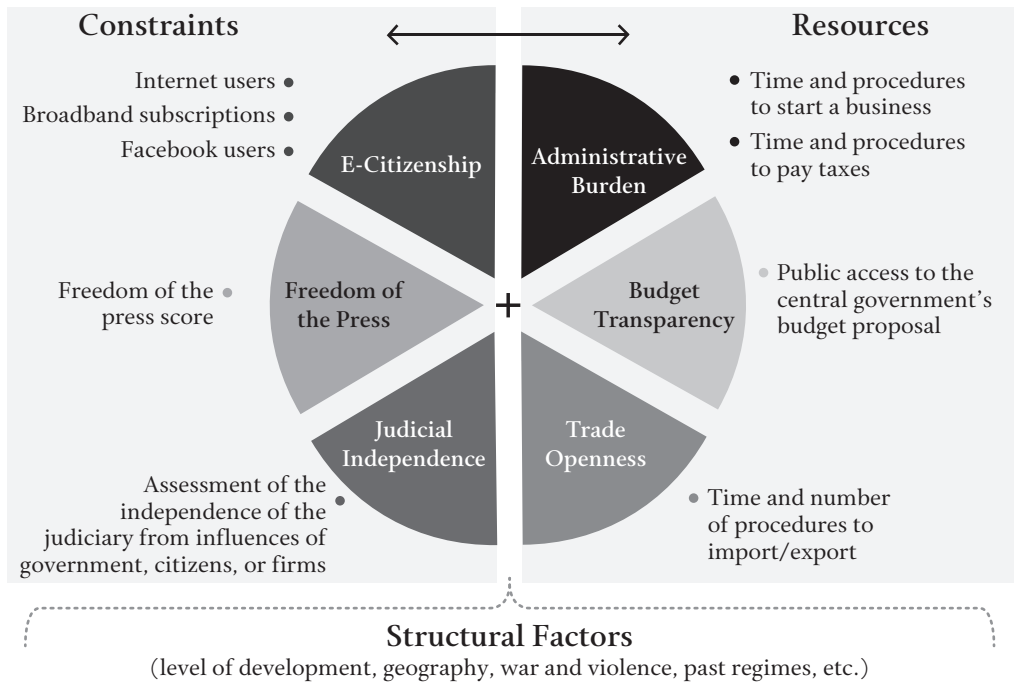 Constraints
Resources
Internet users
Broadband subscriptions
Facebook users
Time and procedures
to start a business
Time and procedures
to pay taxes
E-Citizenship
Administrative
Burden
Freedom of the
press score
Freedom of
the Press
+
Budget
Transparency
Public access to the
central government’s
budget proposal
Judicial
Independence
Trade
Openness
Assessment of the
independence of the
judiciary from influences of
government, citizens, or firms
Time and number
of procedures to
import/export
Structural Factors
(level of development, geography, war and violence, past regimes, etc.)